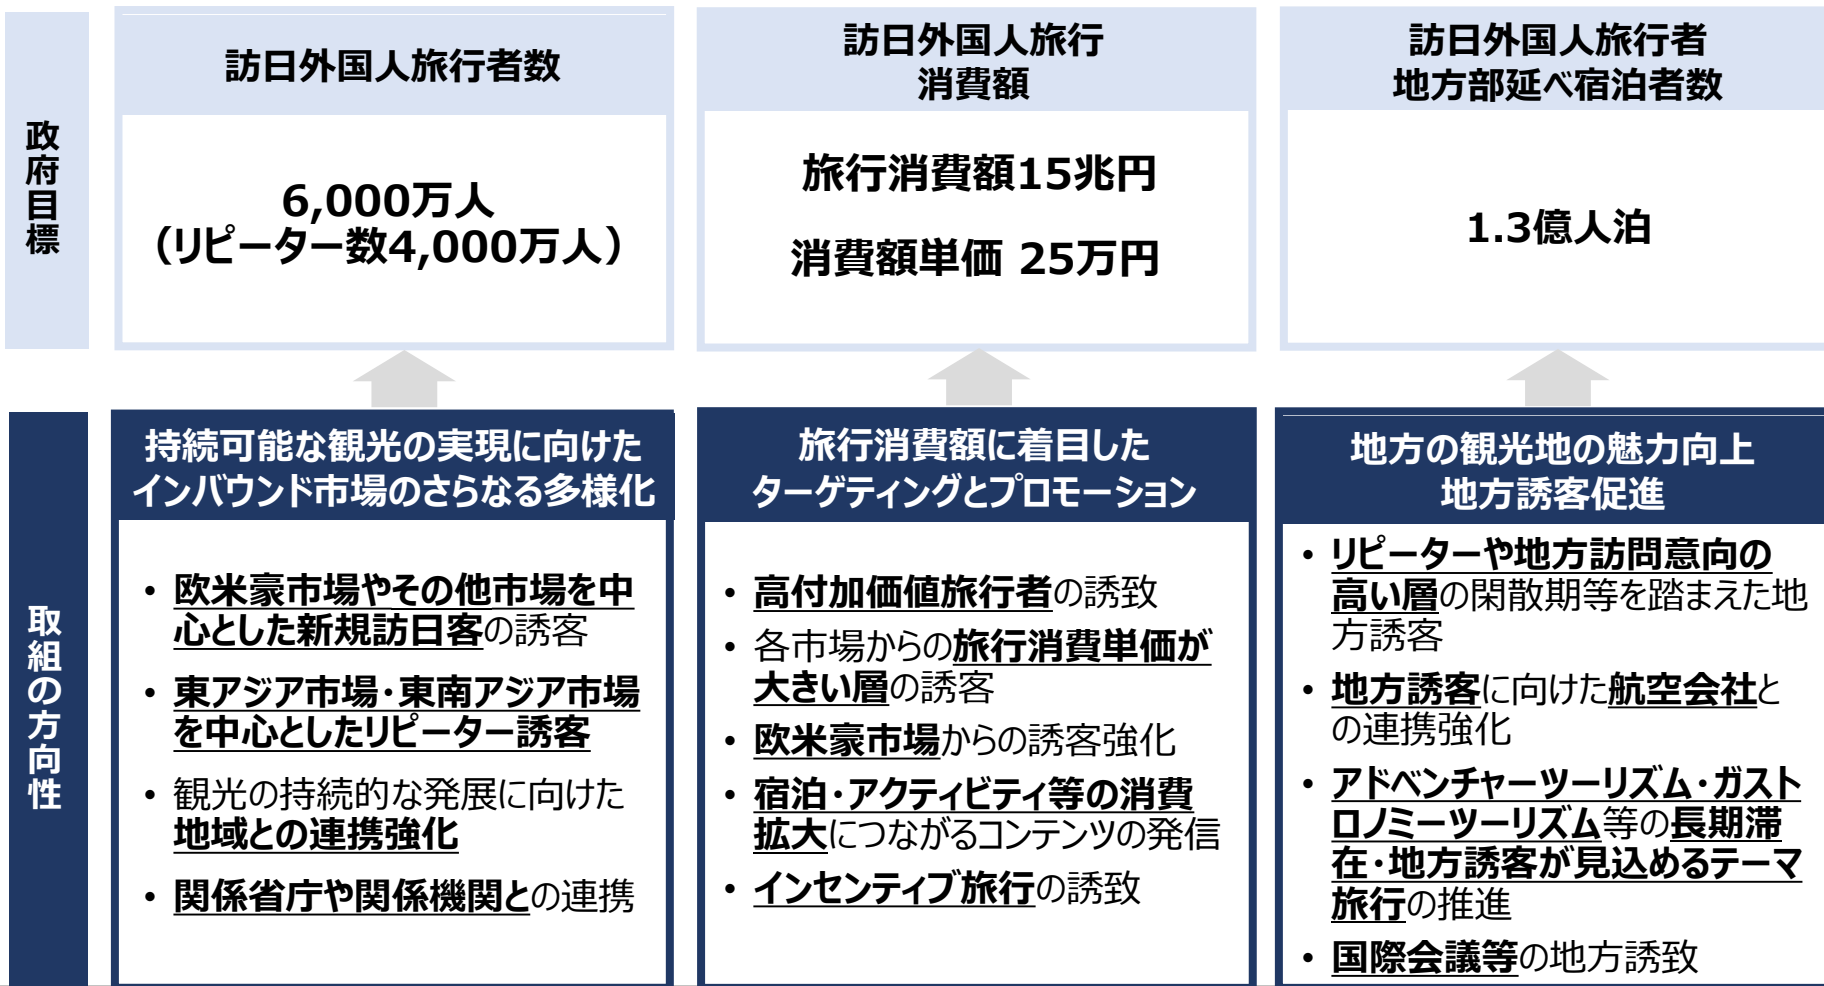 政府目標
訪日外国人旅行者数
6,000万人
（リピーター数4,000万人）
訪日外国人旅行
消費額
旅行消費額15兆円
消費額単価 25万円
訪日外国人旅行者
地方部延べ宿泊者数
1.3億人泊
取組の方向性
持続可能な観光の実現に向けた
インバウンド市場のさらなる多様化
• 欧米豪市場やその他市場を中
心とした新規訪日客の誘客
• 東アジア市場・東南アジア市場
を中心としたリピーター誘客
• 観光の持続的な発展に向けた
地域との連携強化
• 関係省庁や関係機関との連携
旅行消費額に着目した
ターゲティングとプロモーション
• 高付加価値旅行者の誘致
• 各市場からの旅行消費単価が
大きい層の誘客
• 欧米豪市場からの誘客強化
• 宿泊・アクティビティ等の消費
拡大につながるコンテンツの発信
• インセンティブ旅行の誘致
地方の観光地の魅力向上
地方誘客促進
• リピーターや地方訪問意向の
高い層の閑散期等を踏まえた地
方誘客
• 地方誘客に向けた航空会社と
の連携強化
• アドベンチャーツーリズム・ガスト
ロノミーツーリズム等の長期滞
在・地方誘客が見込めるテーマ
旅行の推進
• 国際会議等の地方誘致